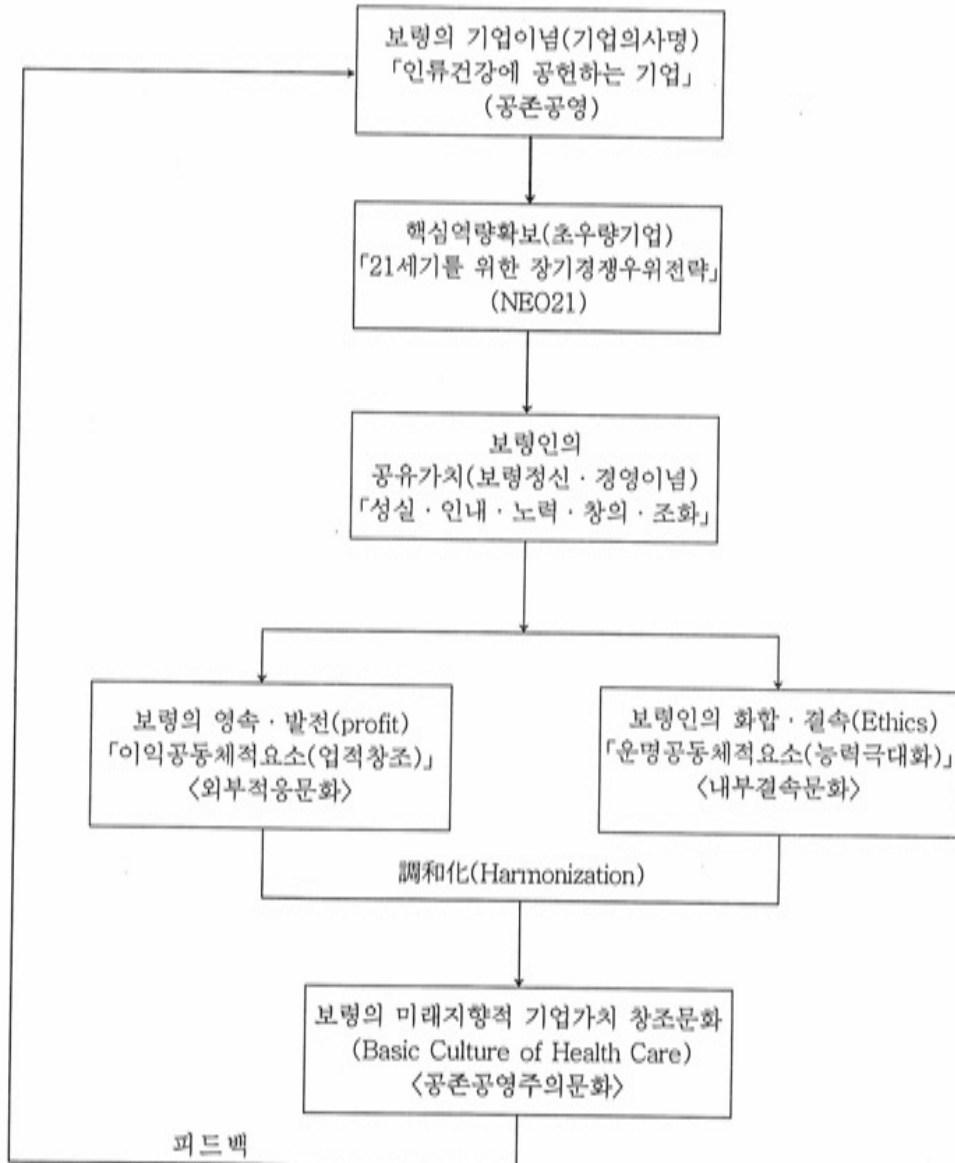 보령의 기업이념(기업의사명)
「인류건강에 공헌하는 기업」
(공존공영)
핵심역량확보(초우량기업)
「21세기를 위한 장기경쟁우위전략」
(NEO21)
보령인의
공유가치(보령정신 · 경영이념)
「성실 · 인내 · 노력 · 창의 · 조화」
보령의 영속 · 발전(profit)
「이익공동체적요소(업적창조)」
〈외부적응문화〉
보령인의 화합 · 결속(Ethics)
「운명공동체적요소(능력극대화)」
〈내부결속문화〉
調和化(Harmonization)
보령의 미래지향적 기업가치 창조문화
(Basic Culture of Health Care)
〈공존공영주의문화〉
피드백